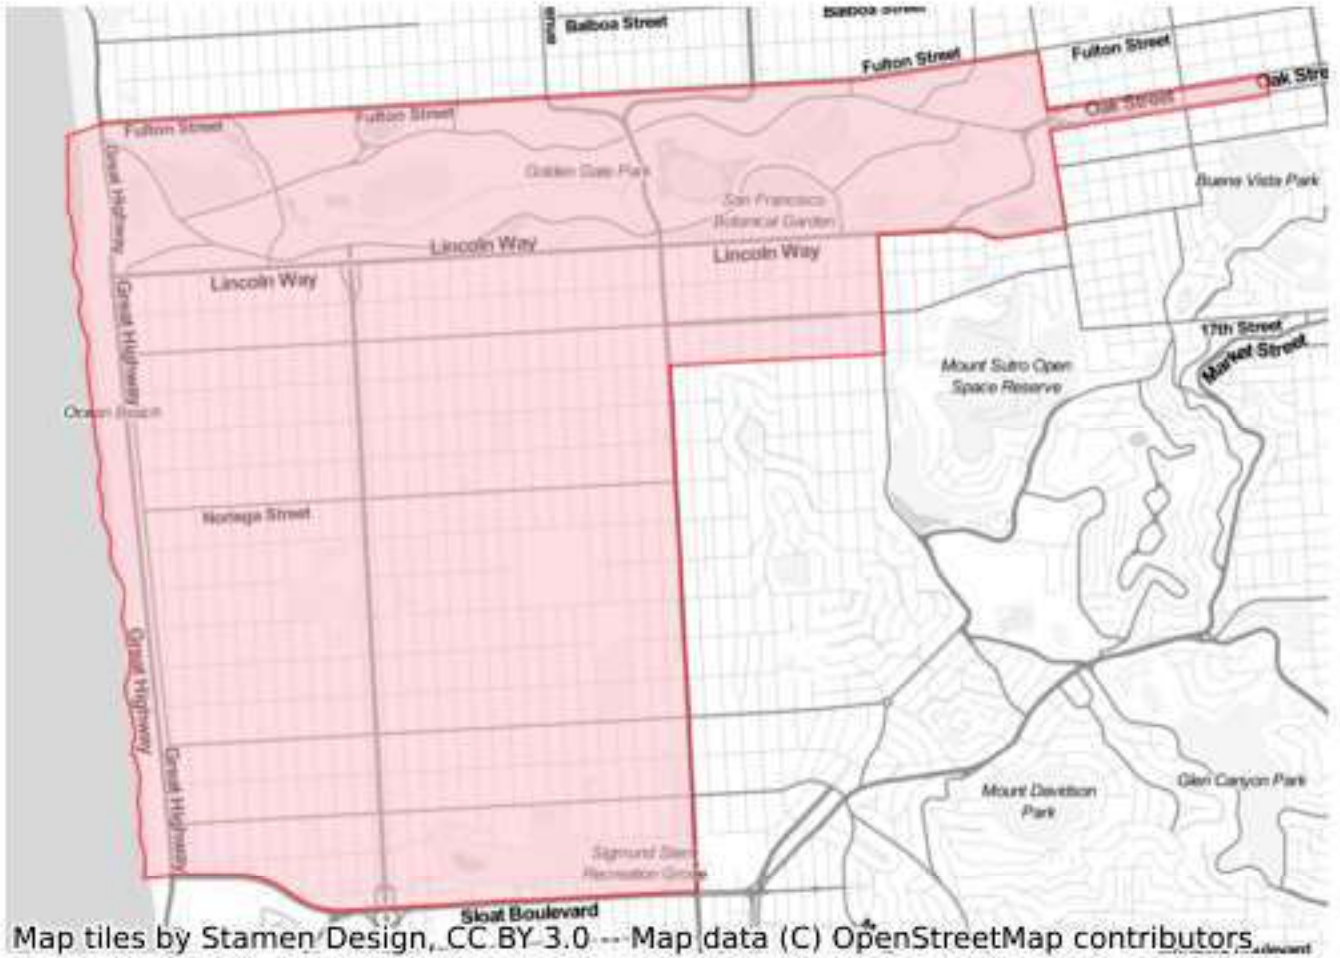 Balboa Street
Balboa Street
Fulton Street
Fulton Street
Oak Stre
Oak Street
Fulton Street
Fulton Street
Great Highway
Golden Gate Park
Buena Vista Park
San Francisco
Botanical Garden
Lincoln Way
Lincoln Way
Lincoln Way
Great Highway
17th Street
Market Street
Mount Sutro Open
Space Reserve
Ocean Beach
Noriega Street
Great Highway
Great Highway
Glen Canyon Park
Mount Davidson
Park
Sigmund Stern
Recreation Grove
Sloat Boulevard
Map tiles by Stamen Design, CC BY 3.0 -- Map data (C) OpenStreetMap contributors